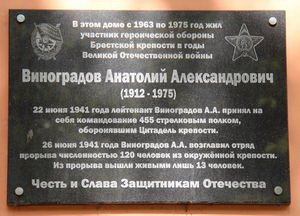 В этом доме с 1963 по 1975 год жил
участник героической обороны
Брестской крепости в годы
Великой Отечественной войны
Виноградов Анатолий Александрович
(1912 - 1975)
22 июня 1941 года лейтенант Виноградов А.А. принял на
себя командование 455 стрелковым полком,
оборонявшим Цитадель крепости.
26 июня 1941 года Виноградов А.А. возглавил отряд
прорыва численностью 120 человек из окружённой крепости.
Из прорыва вышли живыми лишь 13 человек.
Честь и Слава Защитникам Отечества